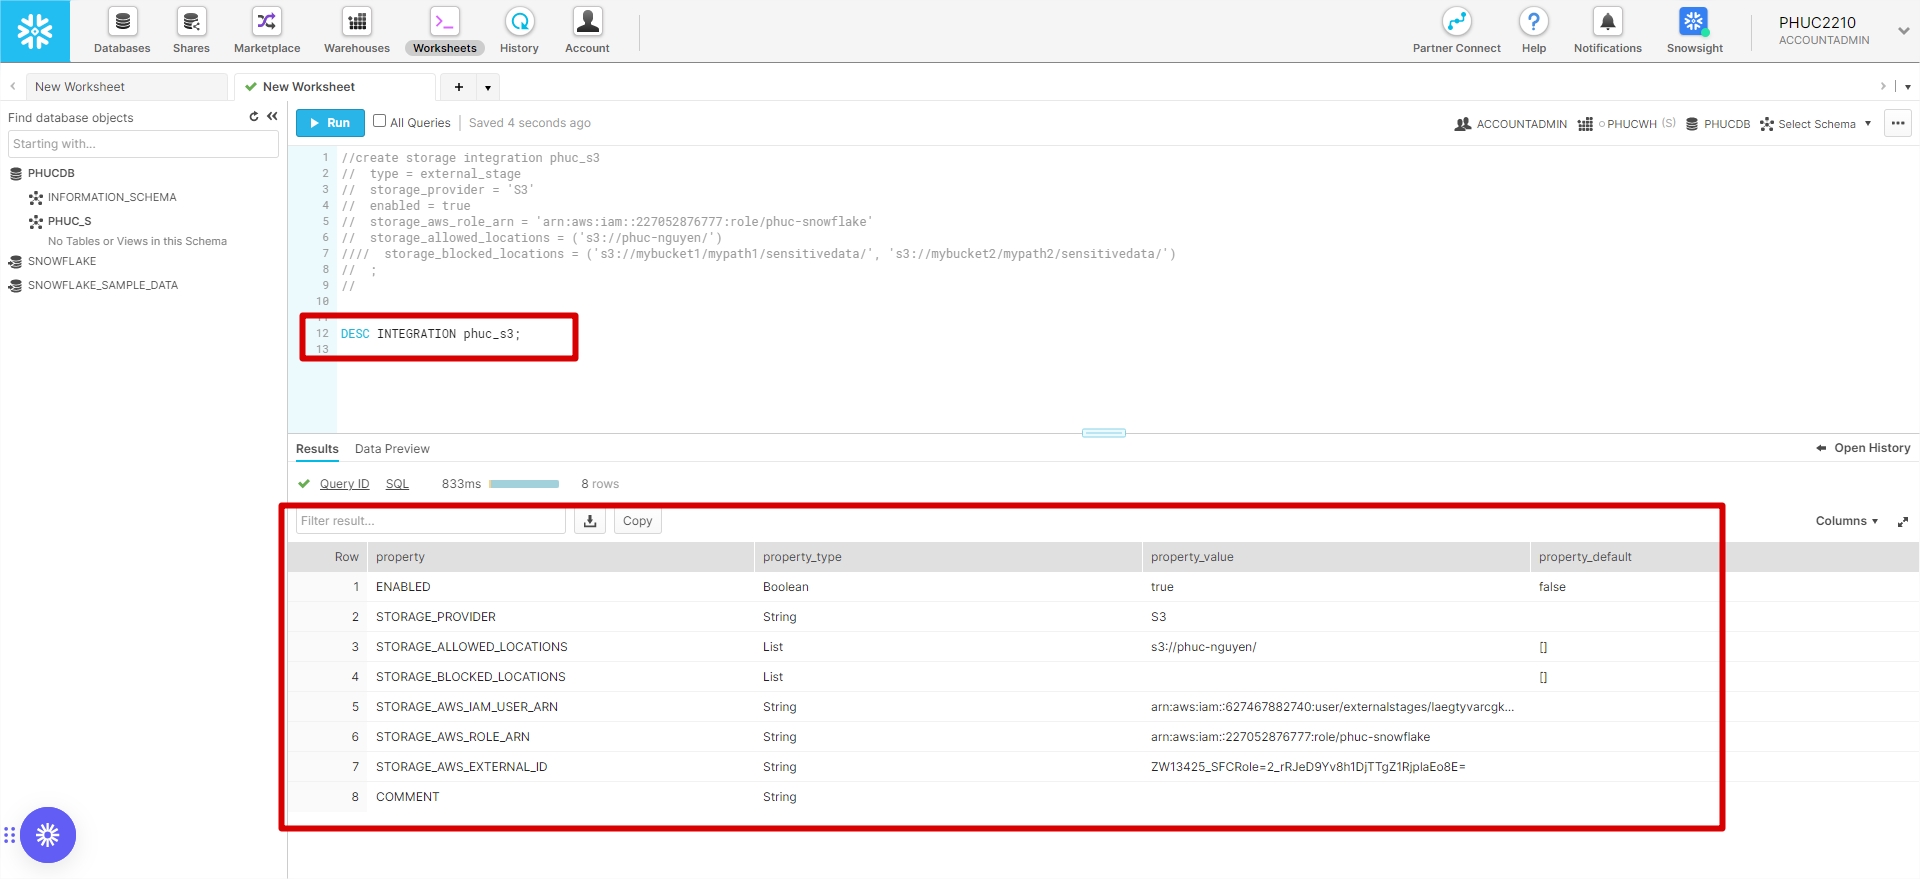 Databases
Shares
Marketplace
Warehouses
Worksheets
History
Account
Partner Connect
Help
Notifications
Snowsight
PHUC2210
ACCOUNTADMIN
New Worksheet
New Worksheet
+
Find database objects
Starting with...
PHUCDB
INFORMATION_SCHEMA
PHUC_S
No Tables or Views in this Schema
SNOWFLAKE
SNOWFLAKE_SAMPLE_DATA
Run
All Queries
Saved 4 seconds ago
ACCOUNTADMIN
PHUCWH (S)
PHUCDB
Select Schema
1 //create storage integration phuc_s3
2 //  type = external_stage
3 //  storage_provider = 'S3'
4 //  enabled = true
5 //  storage_aws_role_arn = 'arn:aws:iam::227052876777:role/phuc-snowflake'
6 //  storage_allowed_locations = ('s3://phuc-nguyen/')
7 ////  storage_blocked_locations = ('s3://mybucket1/mypath1/sensitivedata/', 's3://mybucket2/mypath2/sensitivedata/')
8 //  ;
9 //
10
11
12 DESC INTEGRATION phuc_s3;
13
Results
Data Preview
Open History
Query ID SQL 833ms 8 rows
Filter result...
Copy
Columns
Row property property_type property_value property_default
1 ENABLED Boolean true false
2 STORAGE_PROVIDER String S3
3 STORAGE_ALLOWED_LOCATIONS List s3://phuc-nguyen/ []
4 STORAGE_BLOCKED_LOCATIONS List []
5 STORAGE_AWS_IAM_USER_ARN String arn:aws:iam::627467882740:user/externalstages/laegtyvarcgk...
6 STORAGE_AWS_ROLE_ARN String arn:aws:iam::227052876777:role/phuc-snowflake
7 STORAGE_AWS_EXTERNAL_ID String ZW13425_SFCRole=2_rRJeD9Yv8h1DjTTgZ1RjplaEo8E=
8 COMMENT String